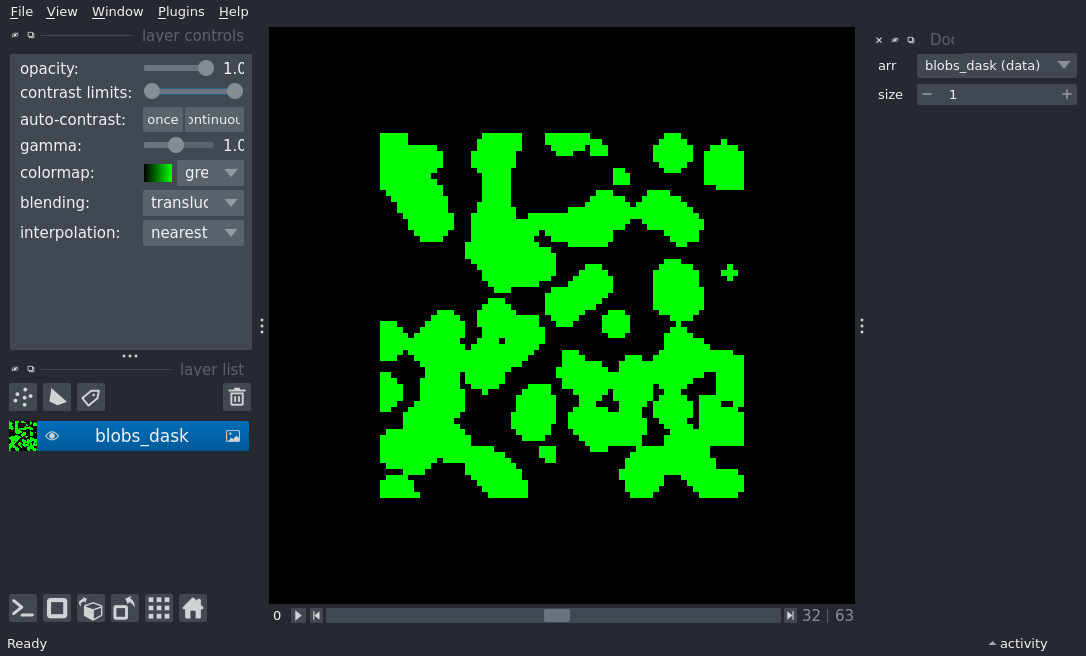 File View Window Plugins Help
layer controls
opacity: 1.0
contrast limits:
auto-contrast: once ontinuou
gamma: 1.0
colormap: gre
blending: transluc
interpolation: nearest
layer list
blobs_dask
0 32 | 63
Ready
Doc
arr blobs_dask (data)
size 1
activity